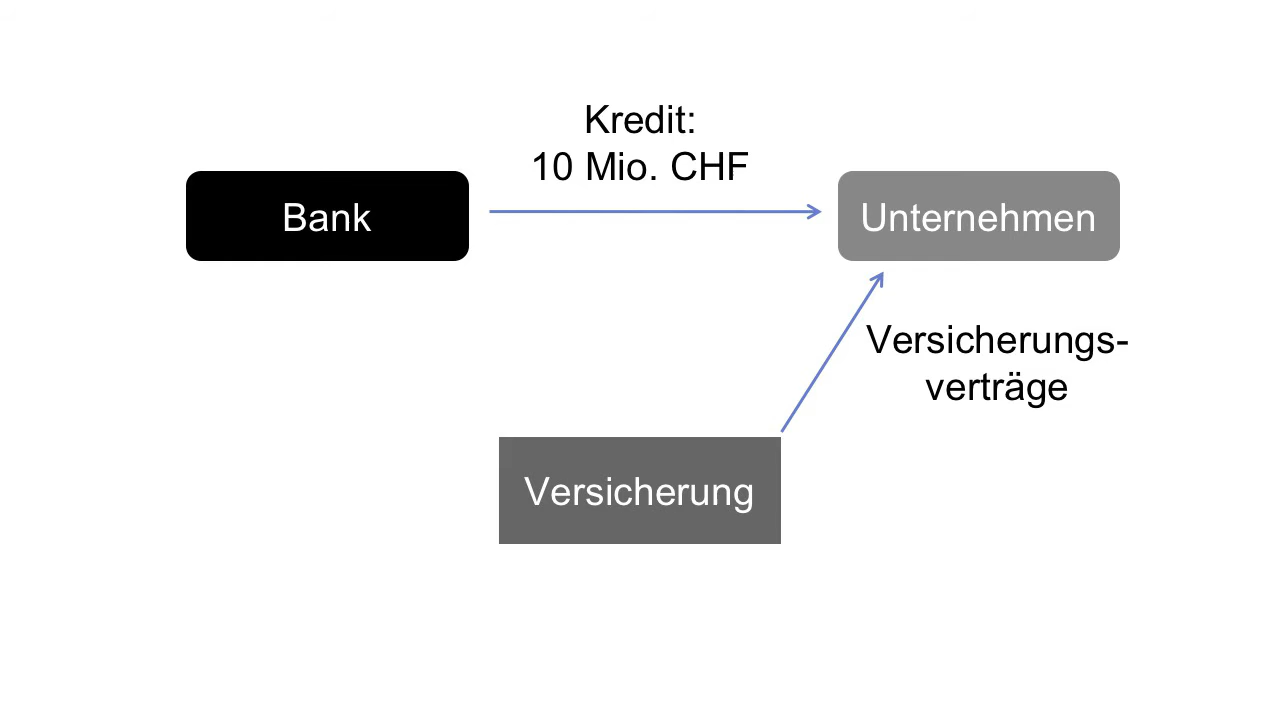 Kredit:
10 Mio. CHF
Bank
Unternehmen
Versicherungs-
verträge
Versicherung